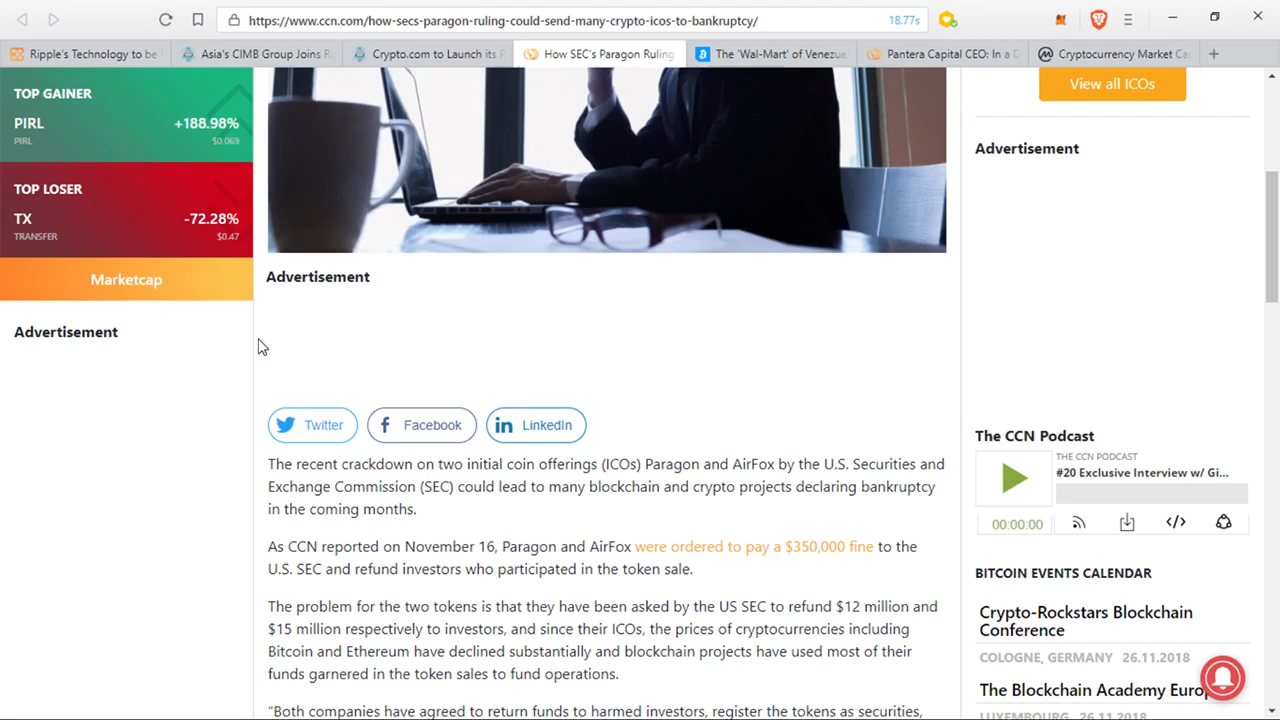 https://www.ccn.com/how-secs-paragon-ruling-could-send-many-crypto-icos-to-bankruptcy/
18.77s
Ripple's Technology to be
Asia's CIMB Group Joins Ri
Crypto.com to Launch its P
How SEC's Paragon Ruling
The 'Wal-Mart' of Venezue
Pantera Capital CEO: In a D
Cryptocurrency Market Ca
TOP GAINER
PIRL +188.98%
PIRL $0.069
TOP LOSER
TX -72.28%
TRANSFER $0.47
Marketcap
Advertisement
Advertisement
Twitter
Facebook
LinkedIn
The recent crackdown on two initial coin offerings (ICOs) Paragon and AirFox by the U.S. Securities and
Exchange Commission (SEC) could lead to many blockchain and crypto projects declaring bankruptcy
in the coming months.
As CCN reported on November 16, Paragon and AirFox were ordered to pay a $350,000 fine to the
U.S. SEC and refund investors who participated in the token sale.
The problem for the two tokens is that they have been asked by the US SEC to refund $12 million and
$15 million respectively to investors, and since their ICOs, the prices of cryptocurrencies including
Bitcoin and Ethereum have declined substantially and blockchain projects have used most of their
funds garnered in the token sales to fund operations.
“Both companies have agreed to return funds to harmed investors, register the tokens as securities,
View all ICOs
Advertisement
The CCN Podcast
THE CCN PODCAST
#20 Exclusive Interview w/ Gi...
00:00:00
BITCOIN EVENTS CALENDAR
Crypto-Rockstars Blockchain
Conference
COLOGNE, GERMANY 26.11.2018
The Blockchain Academy Europ
LUXEMBOURG 26.11.2018